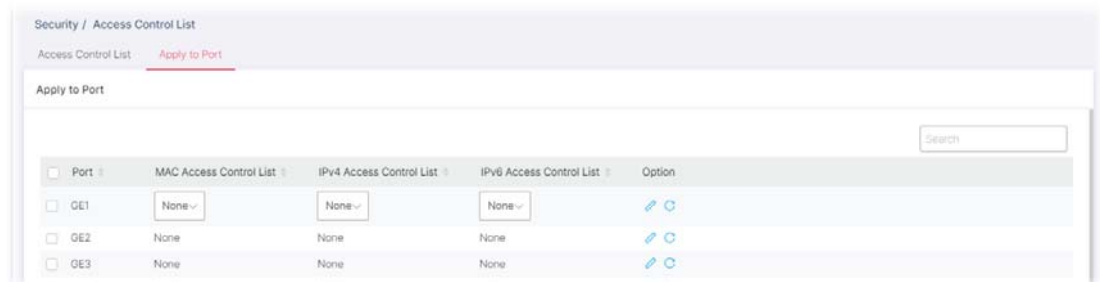 Security / Access Control List
Access Control List Apply to Port
Apply to Port
Search
Port MAC Access Control List IPv4 Access Control List IPv6 Access Control List Option
GE1 None None None
GE2 None None None
GE3 None None None